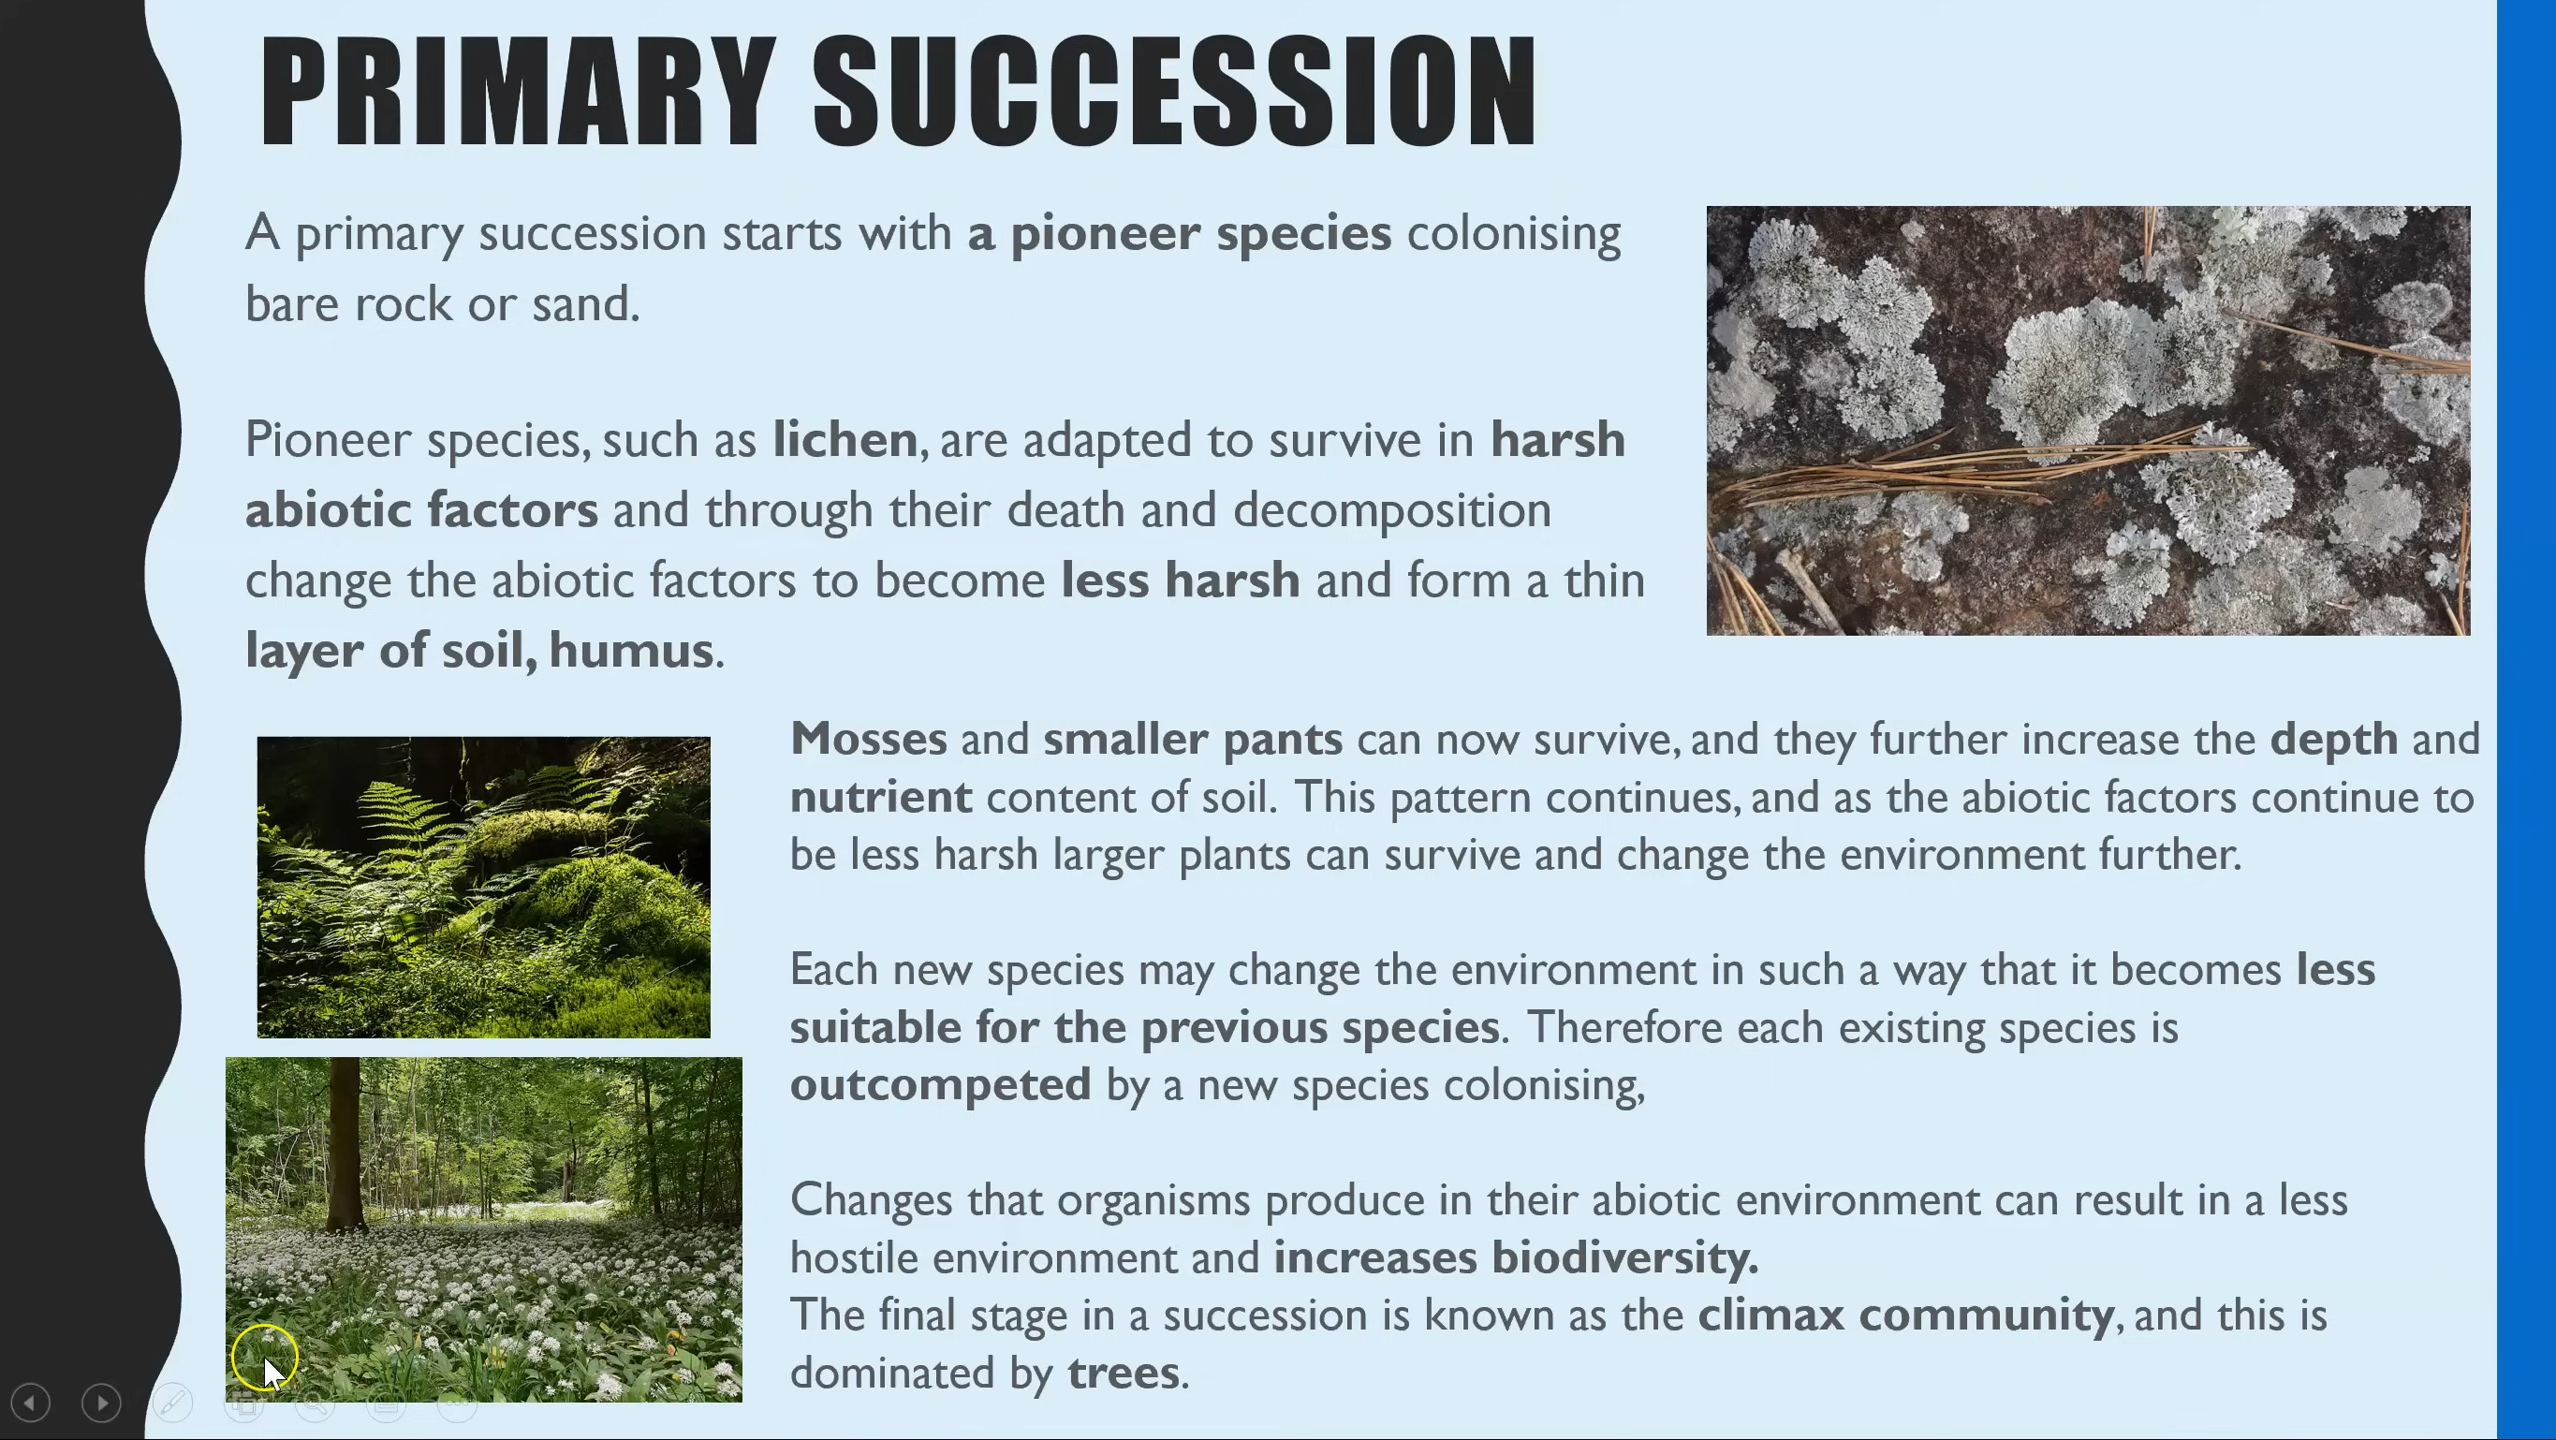 PRIMARY SUCCESSION
A primary succession starts with a pioneer species colonising
bare rock or sand.
Pioneer species, such as lichen, are adapted to survive in harsh
abiotic factors and through their death and decomposition
change the abiotic factors to become less harsh and form a thin
layer of soil, humus.
Mosses and smaller pants can now survive, and they further increase the depth and
nutrient content of soil. This pattern continues, and as the abiotic factors continue to
be less harsh larger plants can survive and change the environment further.
Each new species may change the environment in such a way that it becomes less
suitable for the previous species. Therefore each existing species is
outcompeted by a new species colonising,
Changes that organisms produce in their abiotic environment can result in a less
hostile environment and increases biodiversity.
The final stage in a succession is known as the climax community, and this is
dominated by trees.